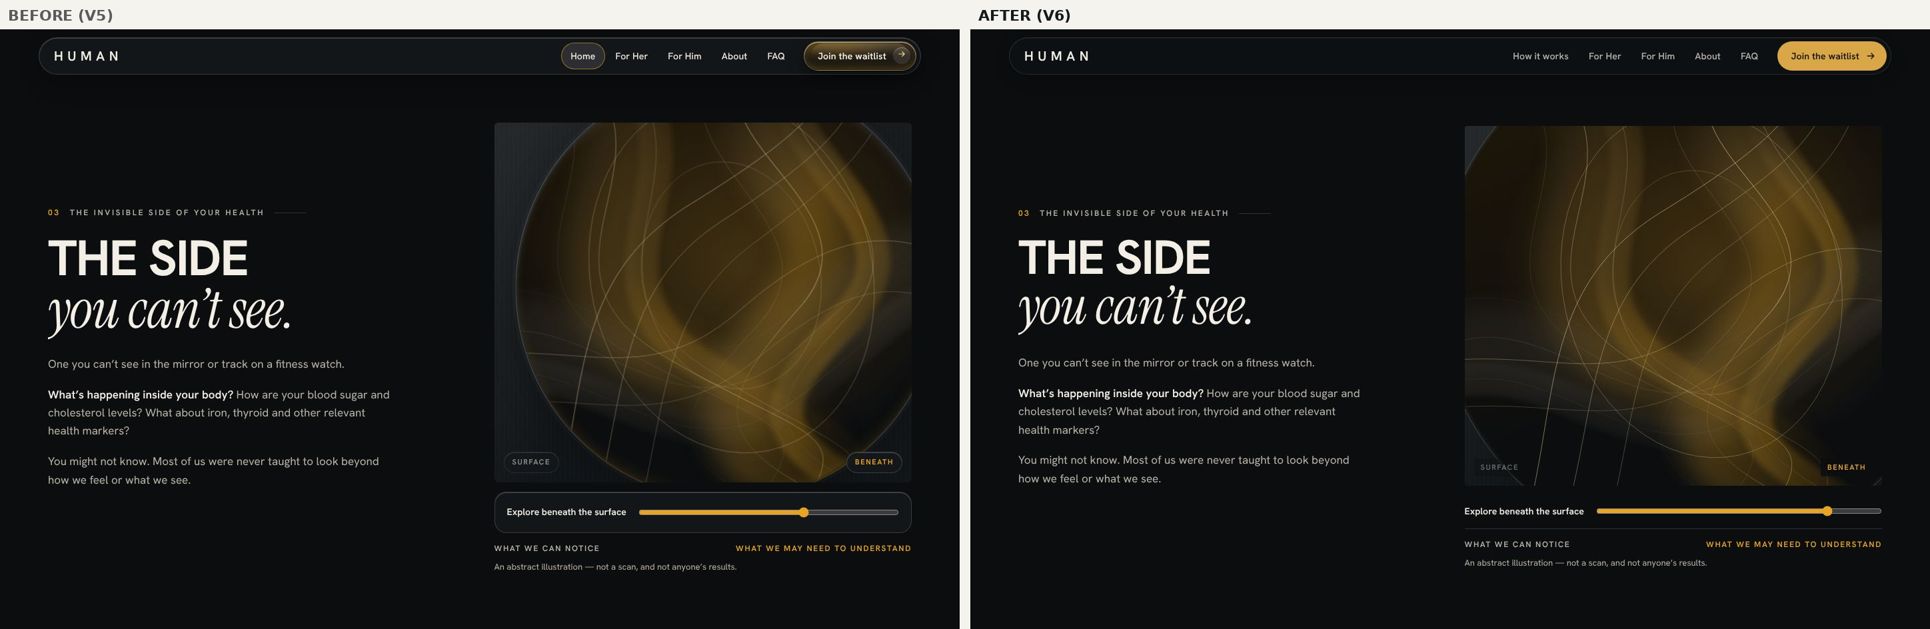 BEFORE (V5)
HUMAN
Home
For Her
For Him
About
FAQ
Join the waitlist →
03 THE INVISIBLE SIDE OF YOUR HEALTH
THE SIDE
you can’t see.
One you can’t see in the mirror or track on a fitness watch.
What’s happening inside your body? How are your blood sugar and
cholesterol levels? What about iron, thyroid and other relevant
health markers?
You might not know. Most of us were never taught to look beyond
how we feel or what we see.
SURFACE
BENEATH
Explore beneath the surface
WHAT WE CAN NOTICE
WHAT WE MAY NEED TO UNDERSTAND
An abstract illustration — not a scan, and not anyone’s results.
AFTER (V6)
HUMAN
How it works
For Her
For Him
About
FAQ
Join the waitlist →
03 THE INVISIBLE SIDE OF YOUR HEALTH
THE SIDE
you can’t see.
One you can’t see in the mirror or track on a fitness watch.
What’s happening inside your body? How are your blood sugar and
cholesterol levels? What about iron, thyroid and other relevant
health markers?
You might not know. Most of us were never taught to look beyond
how we feel or what we see.
SURFACE
BENEATH
Explore beneath the surface
WHAT WE CAN NOTICE
WHAT WE MAY NEED TO UNDERSTAND
An abstract illustration — not a scan, and not anyone’s results.